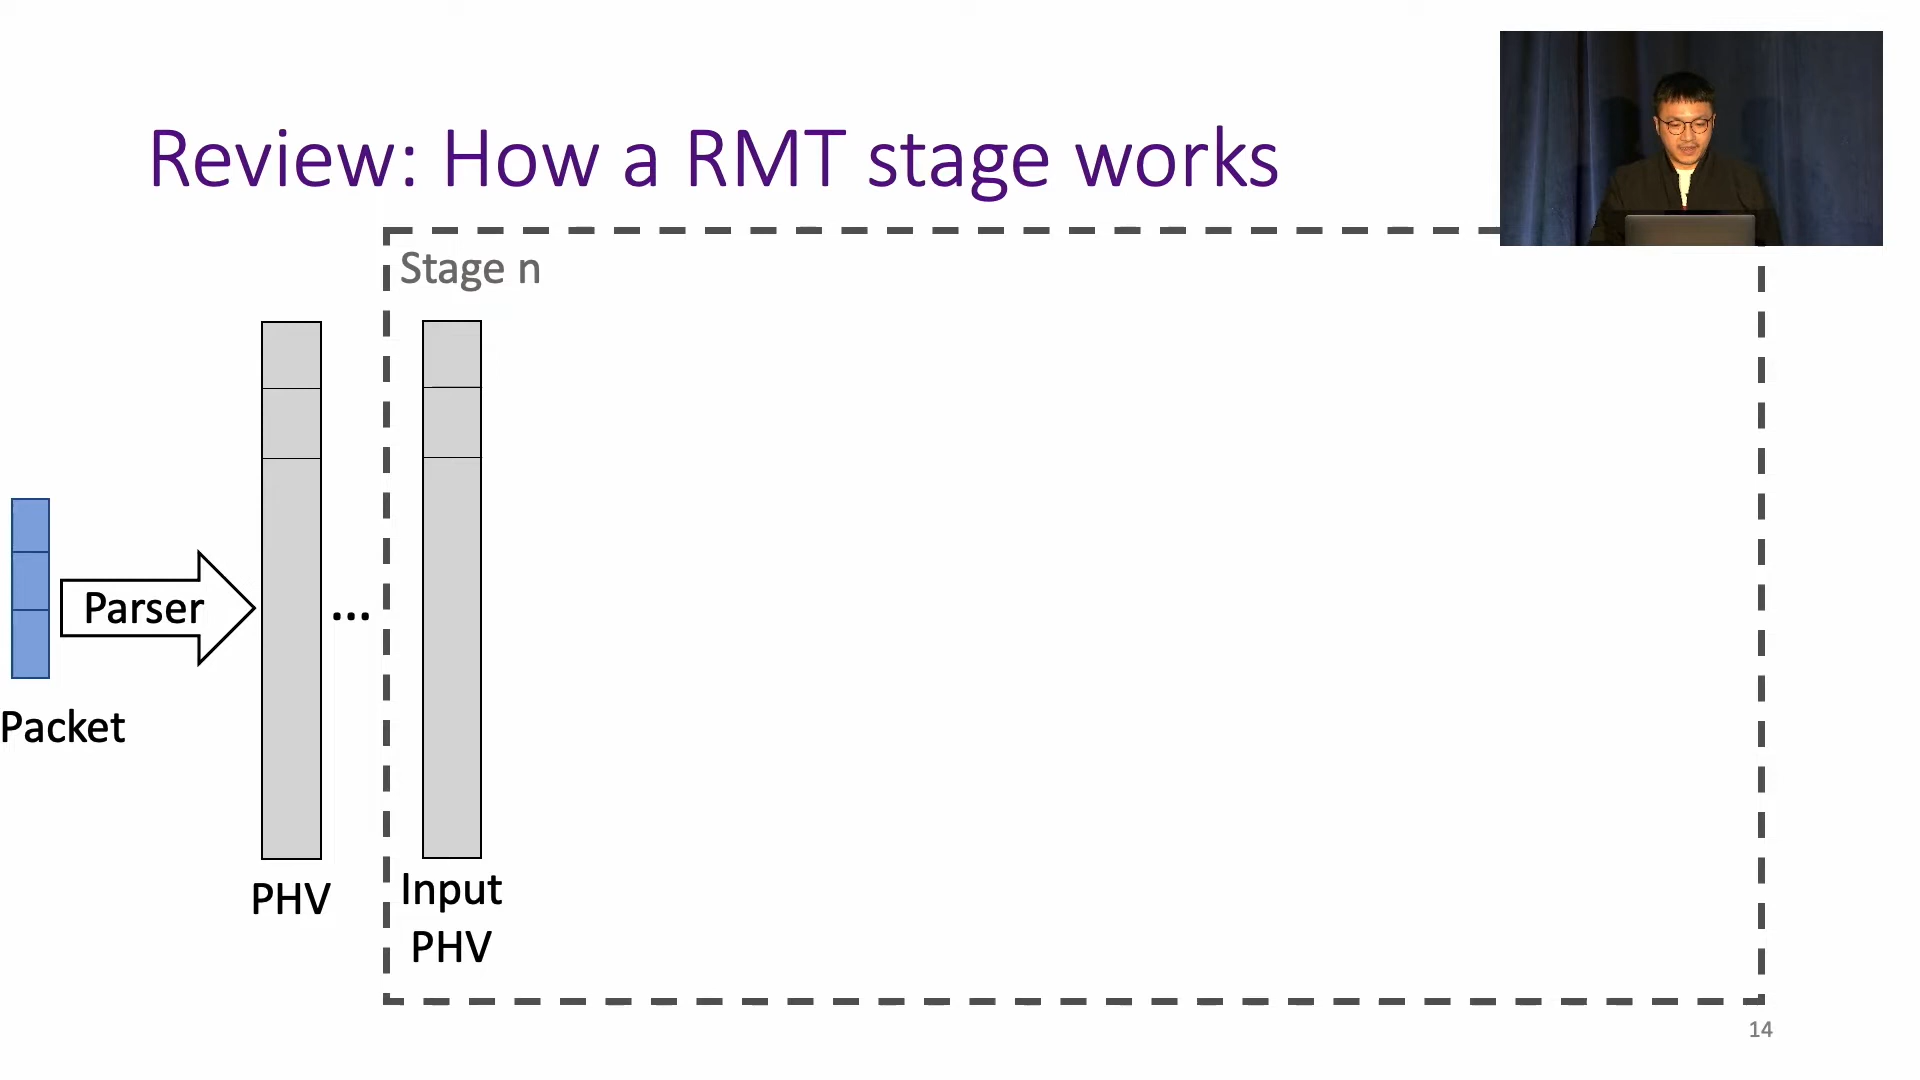 Review: How a RMT stage works
Stage n
Parser
...
Packet
PHV
Input
PHV
14